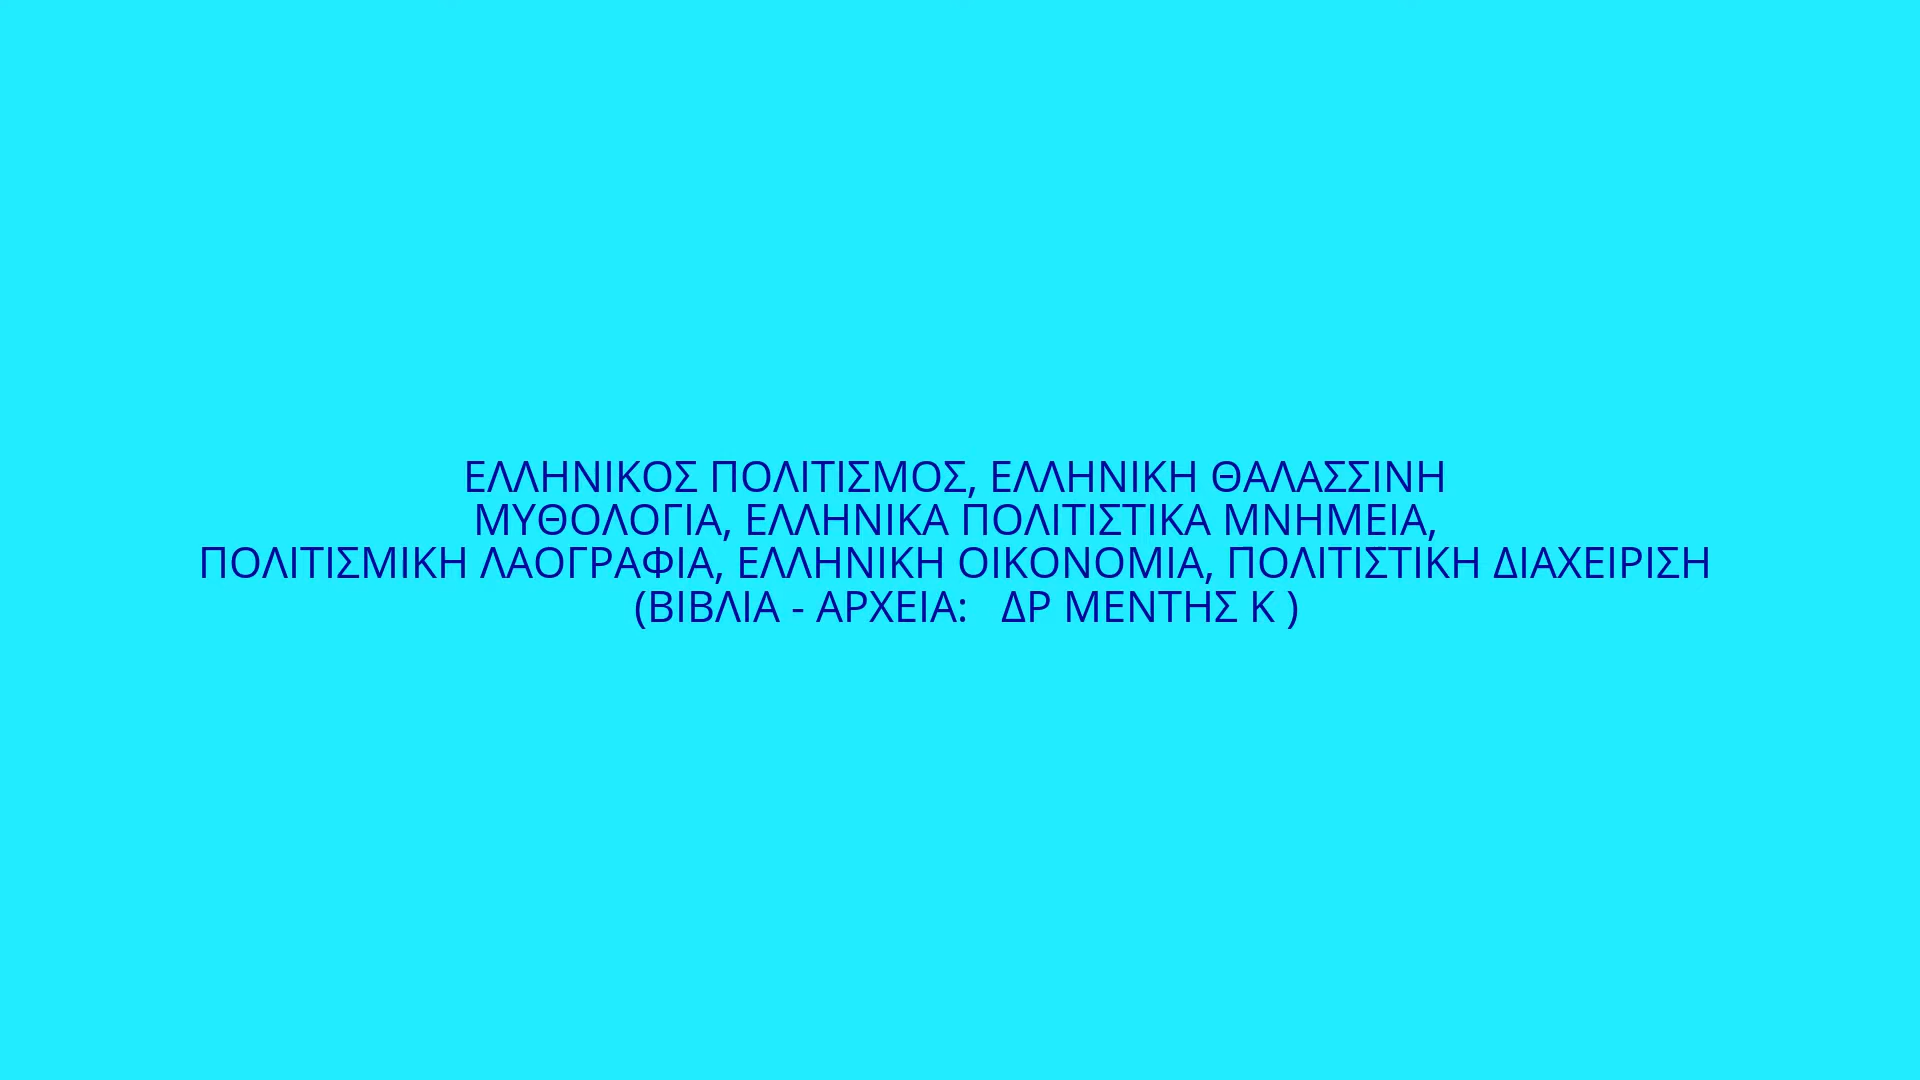 ΕΛΛΗΝΙΚΟΣ ΠΟΛΙΤΙΣΜΟΣ, ΕΛΛΗΝΙΚΗ ΘΑΛΑΣΣΙΝΗ
ΜΥΘΟΛΟΓΙΑ, ΕΛΛΗΝΙΚΑ ΠΟΛΙΤΙΣΤΙΚΑ ΜΝΗΜΕΙΑ,
ΠΟΛΙΤΙΣΜΙΚΗ ΛΑΟΓΡΑΦΙΑ, ΕΛΛΗΝΙΚΗ ΟΙΚΟΝΟΜΙΑ, ΠΟΛΙΤΙΣΤΙΚΗ ΔΙΑΧΕΙΡΙΣΗ
(ΒΙΒΛΙΑ - ΑΡΧΕΙΑ:   ΔΡ ΜΕΝΤΗΣ Κ )